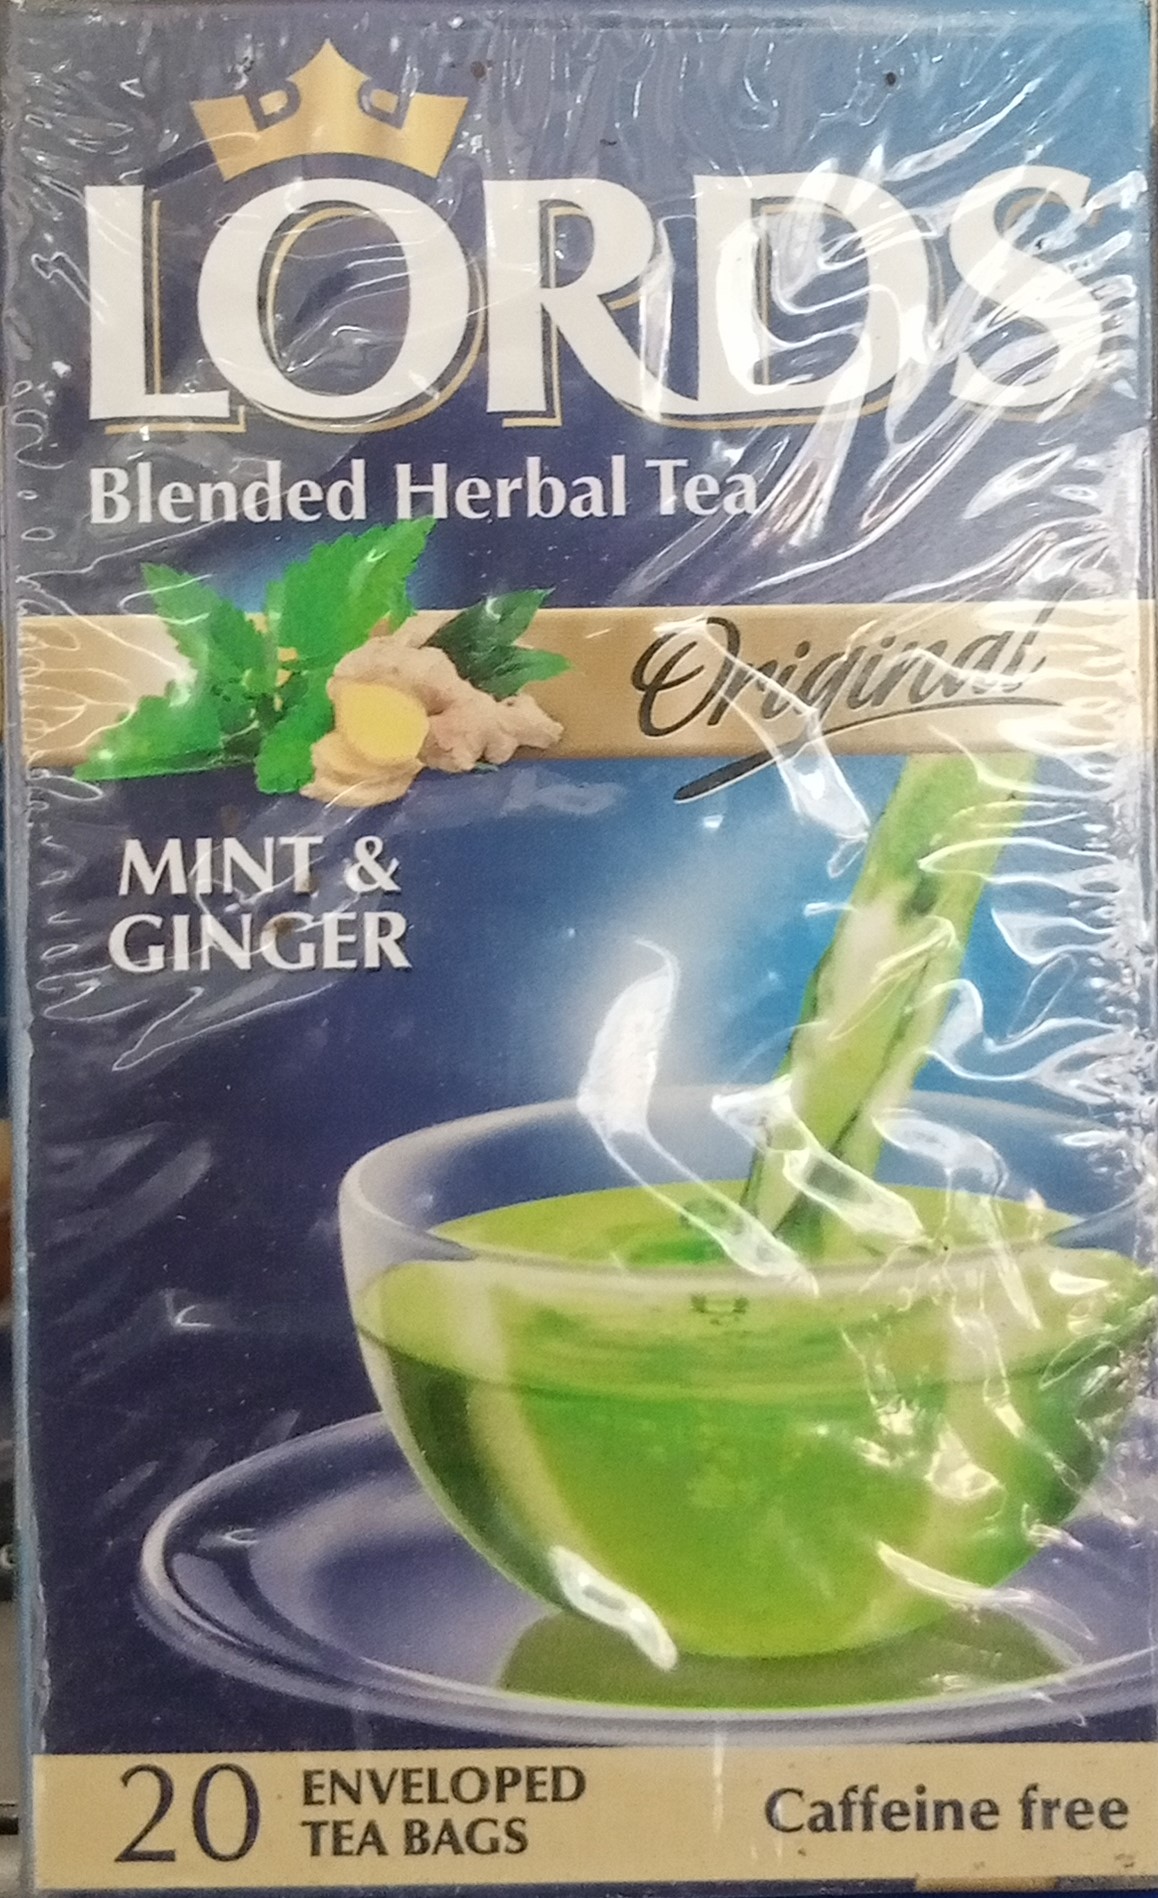 LORDS
Blended Herbal Tea
Original
MINT &
GINGER
20 ENVELOPED
TEA BAGS
Caffeine free